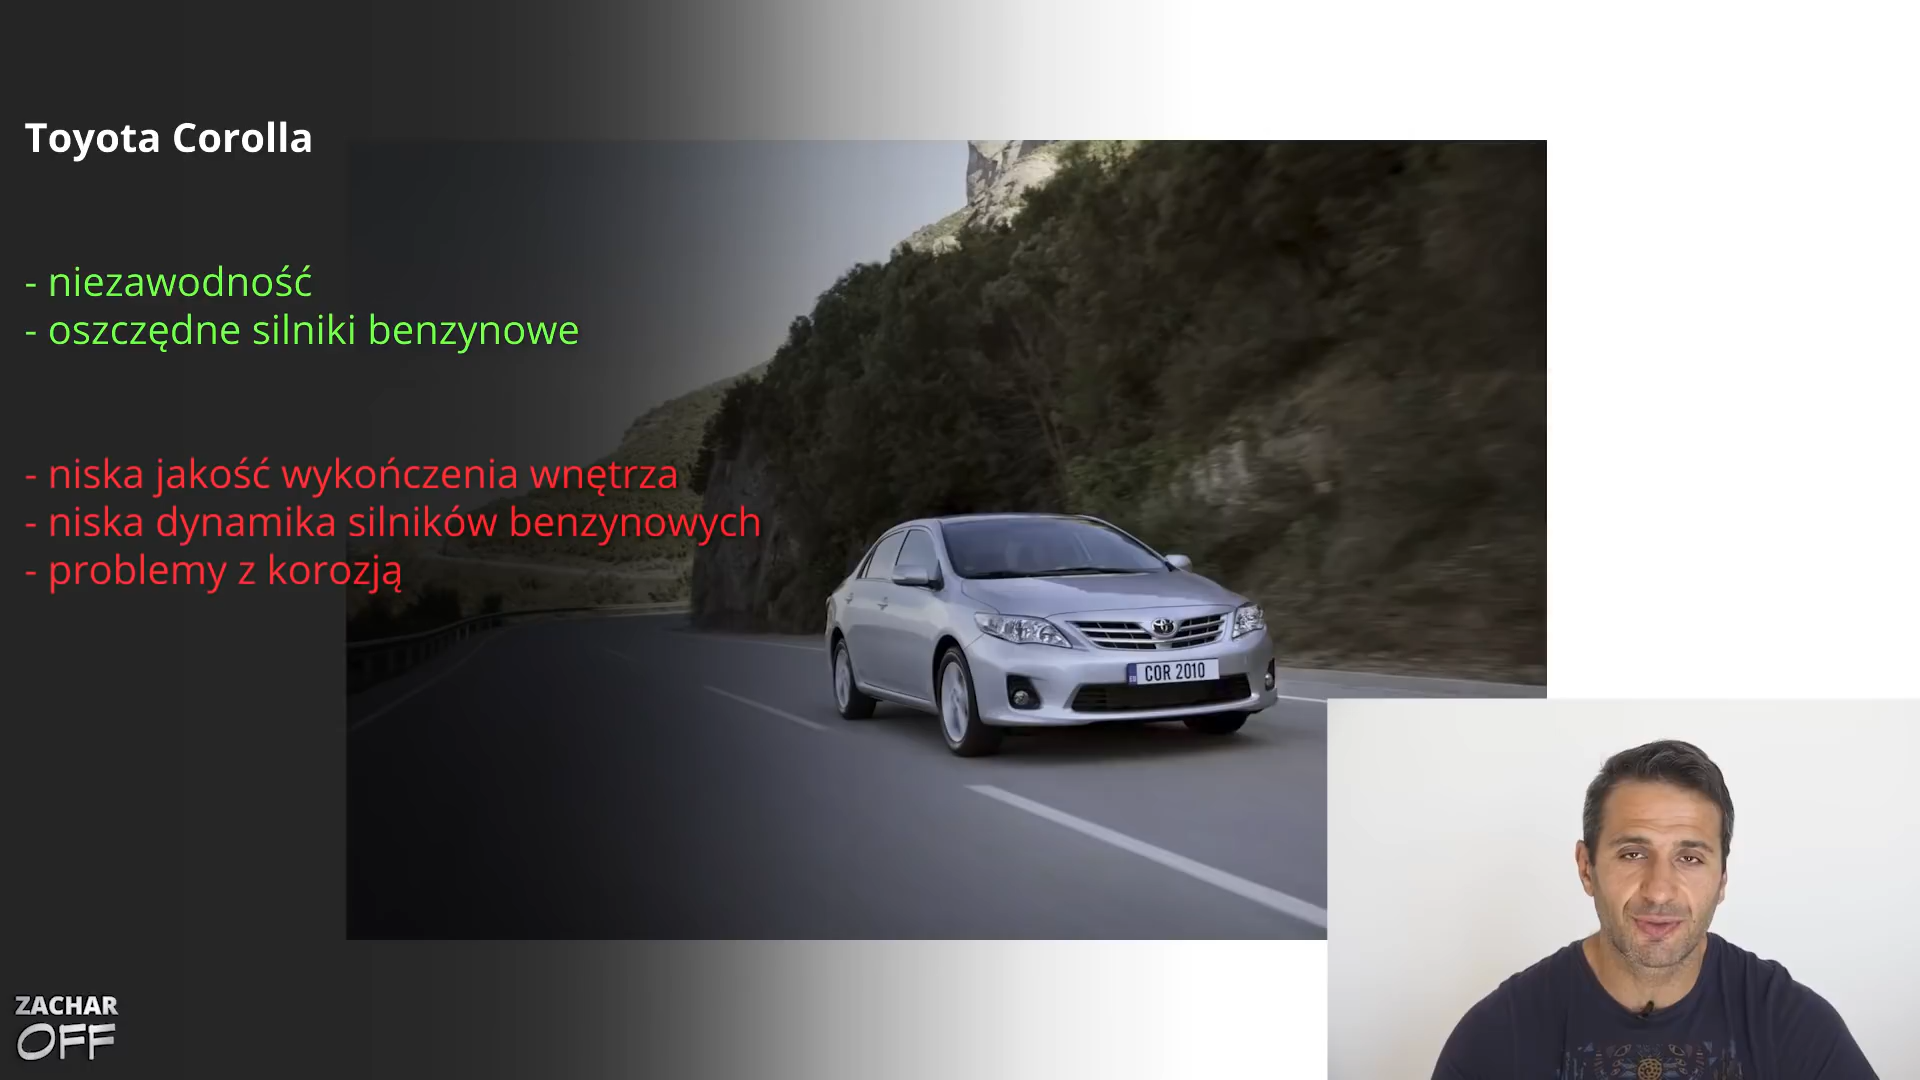 Toyota Corolla
- niezawodność
- oszczędne silniki benzynowe
- niska jakość wykończenia wnętrza
- niska dynamika silników benzynowych
- problemy z korozją
COR 2010
ZACHAR
OFF